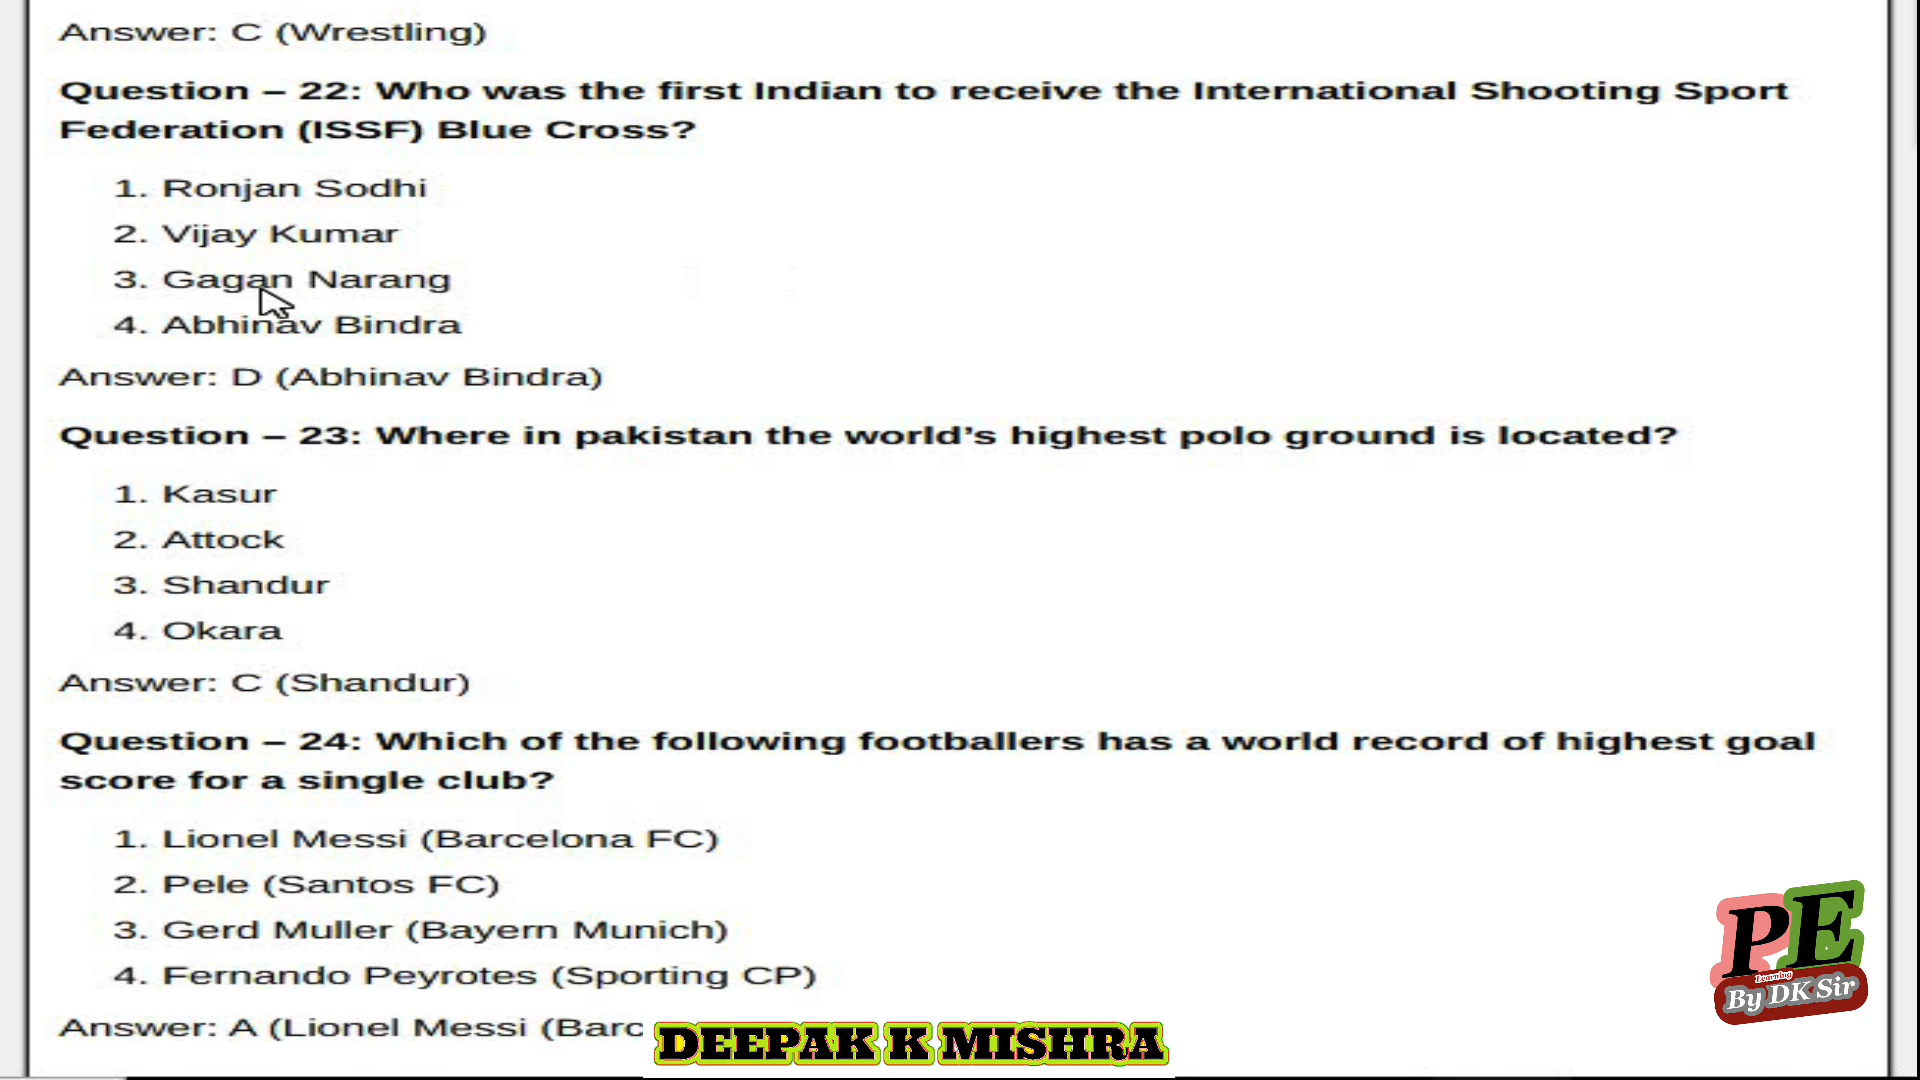 Answer: C (Wrestling)
Question – 22: Who was the first Indian to receive the International Shooting Sport
Federation (ISSF) Blue Cross?
1. Ronjan Sodhi
2. Vijay Kumar
3. Gagan Narang
4. Abhinav Bindra
Answer: D (Abhinav Bindra)
Question – 23: Where in pakistan the world’s highest polo ground is located?
1. Kasur
2. Attock
3. Shandur
4. Okara
Answer: C (Shandur)
Question – 24: Which of the following footballers has a world record of highest goal
score for a single club?
1. Lionel Messi (Barcelona FC)
2. Pele (Santos FC)
3. Gerd Muller (Bayern Munich)
4. Fernando Peyrotes (Sporting CP)
Answer: A (Lionel Messi (Barc
PE
Learning
By DK Sir
DEEPAK K MISHRA